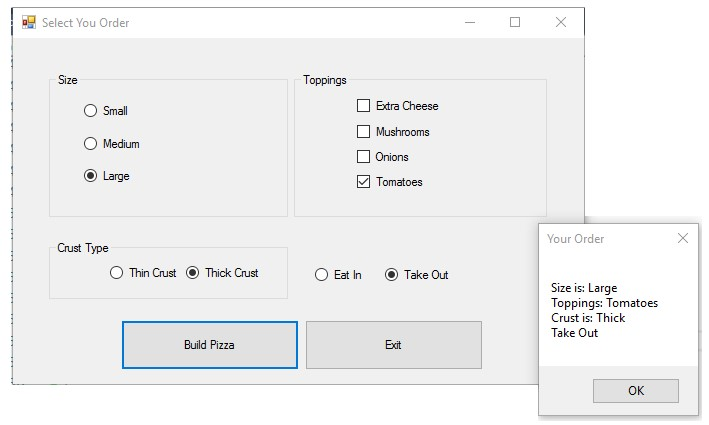 Select You Order
Size
Small
Medium
Large
Toppings
Extra Cheese
Mushrooms
Onions
Tomatoes
Crust Type
Thin Crust Thick Crust
Eat In Take Out
Build Pizza
Exit
Your Order
Size is: Large
Toppings: Tomatoes
Crust is: Thick
Take Out
OK